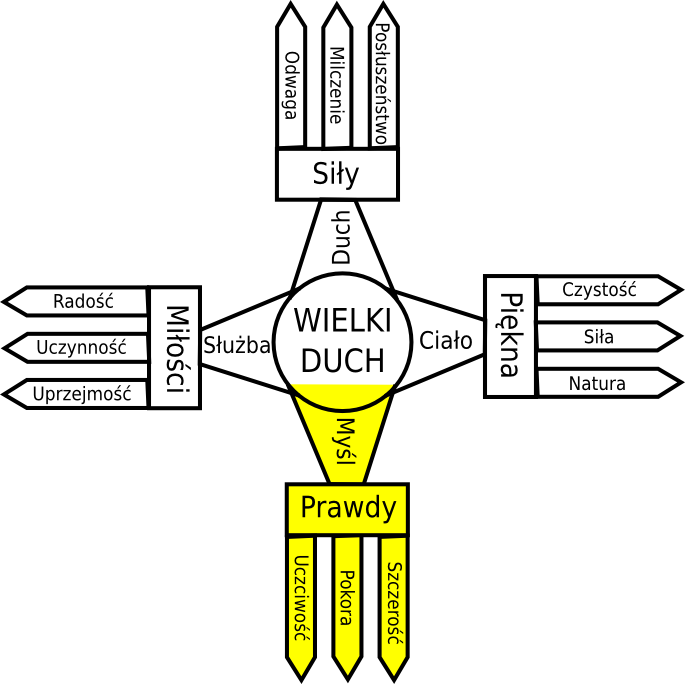 Odwaga
Milczenie
Posłuszeństwo
Siły
Duch
Radość
Uczynność
Uprzejmość
Miłości
Służba
WIELKI
DUCH
Ciało
Piękna
Czystość
Siła
Natura
Myśl
Prawdy
Uczciwość
Pokora
Szczerość